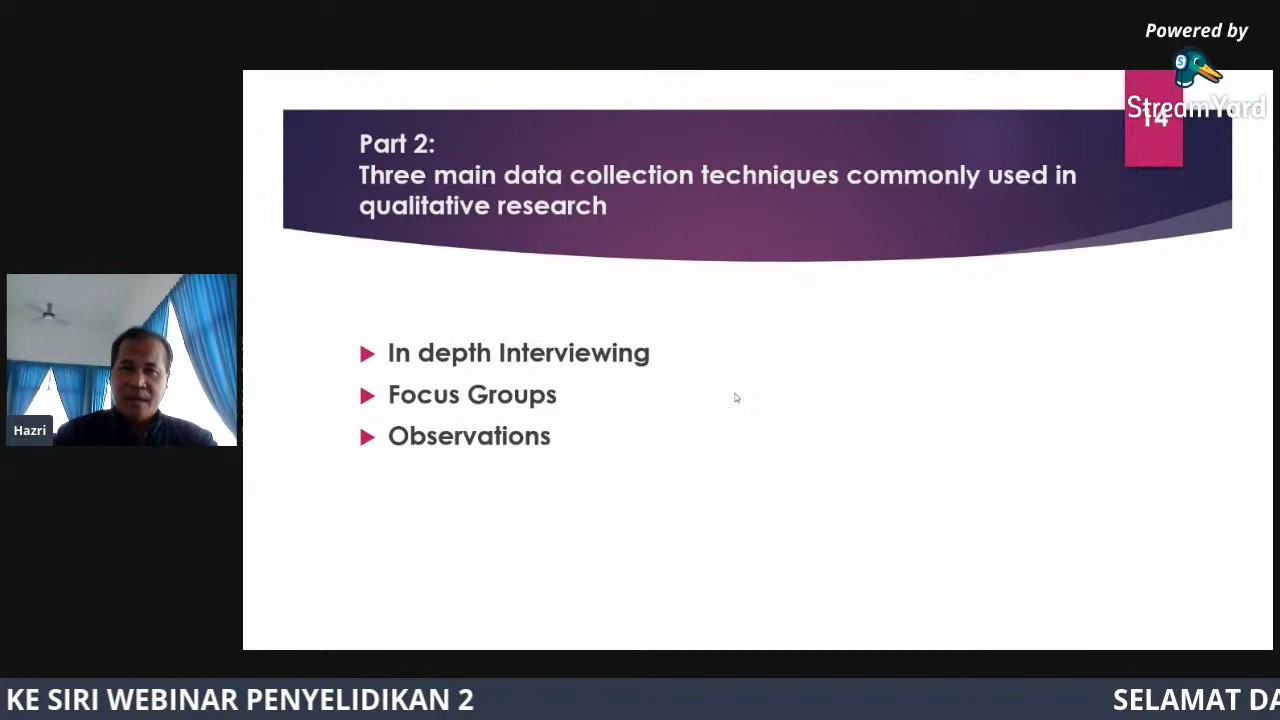 Powered by
StreamYard
14
Part 2:
Three main data collection techniques commonly used in
qualitative research
In depth Interviewing
Focus Groups
Observations
Hazri
KE SIRI WEBINAR PENYELIDIKAN 2
SELAMAT DA